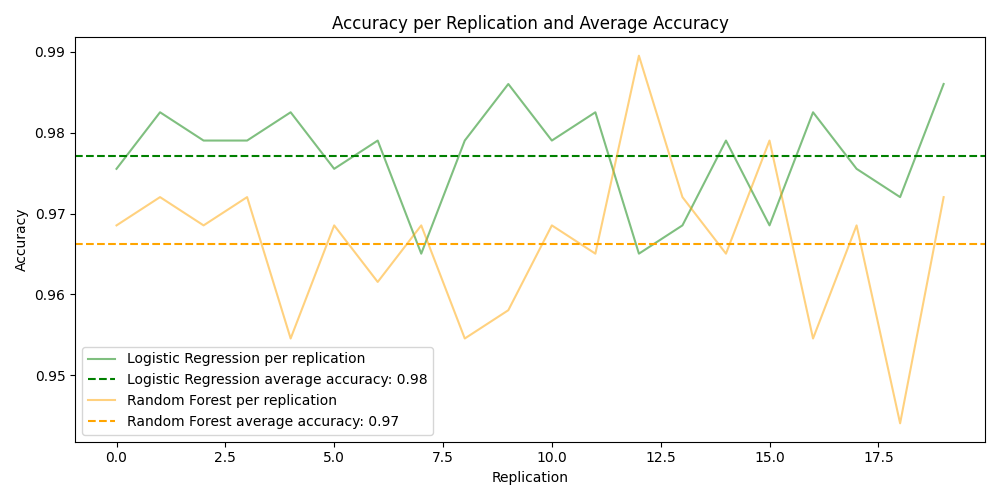 Accuracy per Replication and Average Accuracy
0.99
0.98
0.97
0.96
0.95
Accuracy
Logistic Regression per replication
Logistic Regression average accuracy: 0.98
Random Forest per replication
Random Forest average accuracy: 0.97
0.0 2.5 5.0 7.5 10.0 12.5 15.0 17.5
Replication